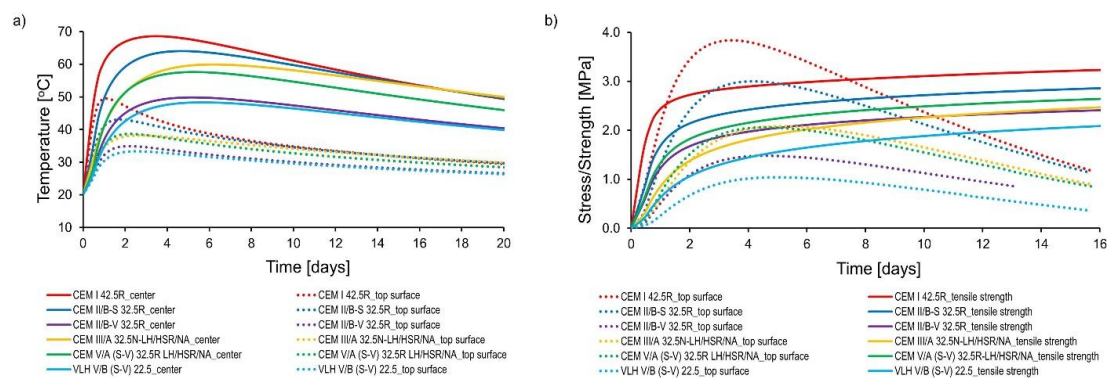 a)
Temperature [°C]
70
60
50
40
30
20
10
0 2 4 6 8 10 12 14 16 18 20
Time [days]
CEM I 42.5R_center
CEM I 42.5R_top surface
CEM II/B-S 32.5R_center
CEM II/B-S 32.5R_top surface
CEM II/B-V 32.5R_center
CEM II/B-V 32.5R_top surface
CEM III/A 32.5N-LH/HSR/NA_center
CEM III/A 32.5N-LH/HSR/NA_top surface
CEM V/A (S-V) 32.5R LH/HSR/NA_center
CEM V/A (S-V) 32.5R LH/HSR/NA_top surface
VLH V/B (S-V) 22.5_center
VLH V/B (S-V) 22.5_top surface
b)
Stress/Strength [MPa]
4.0
3.0
2.0
1.0
0.0
0 2 4 6 8 10 12 14 16
Time [days]
CEM I 42.5R_top surface
CEM I 42.5R_tensile strength
CEM II/B-S 32.5R_top surface
CEM II/B-S 32.5R_tensile strength
CEM II/B-V 32.5R_top surface
CEM II/B-V 32.5R_tensile strength
CEM III/A 32.5N-LH/HSR/NA_top surface
CEM III/A 32.5N-LH/HSR/NA_tensile strength
CEM V/A (S-V) 32.5R LH/HSR/NA_top surface
CEM V/A (S-V) 32.5R-LH/HSR/NA_tensile strength
VLH V/B (S-V) 22.5_top surface
VLH V/B (S-V) 22.5_tensile strength